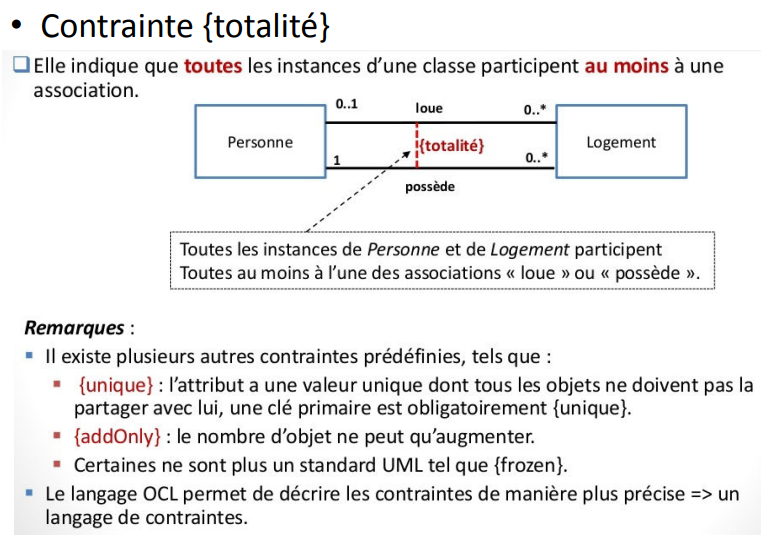 • Contrainte {totalité}
Elle indique que toutes les instances d'une classe participent au moins à une
association.
0..1 loue 0..*
Personne {totalité} Logement
1 0..*
possède
Toutes les instances de Personne et de Logement participent
Toutes au moins à l'une des associations « loue » ou « possède ».
Remarques :
Il existe plusieurs autres contraintes prédéfinies, tels que :
{unique} : l'attribut a une valeur unique dont tous les objets ne doivent pas la
partager avec lui, une clé primaire est obligatoirement {unique}.
{addOnly} : le nombre d'objet ne peut qu'augmenter.
Certaines ne sont plus un standard UML tel que {frozen}.
Le langage OCL permet de décrire les contraintes de manière plus précise => un
langage de contraintes.